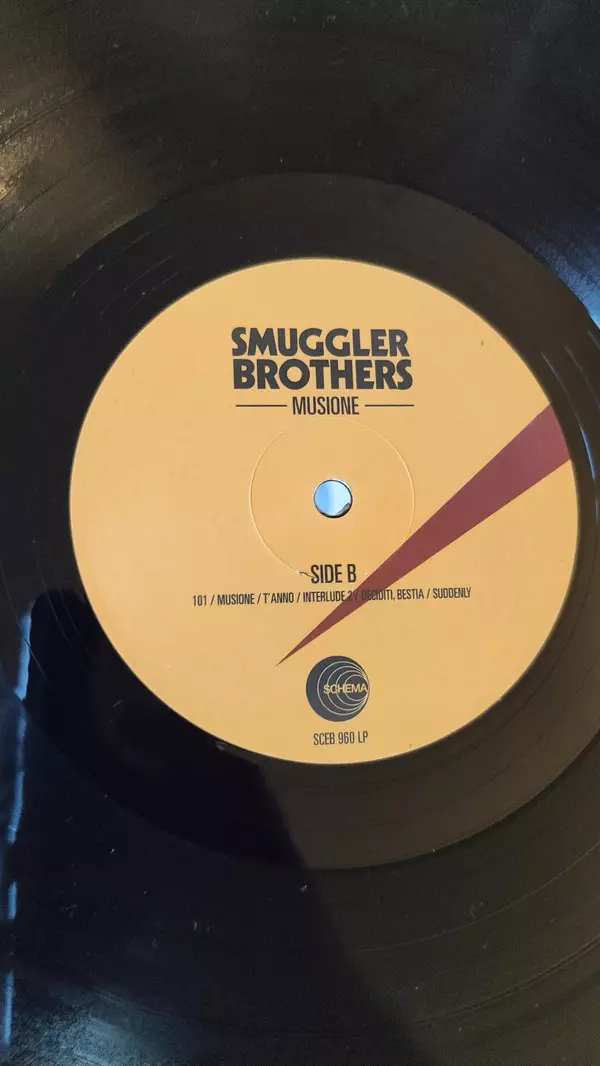 SMUGGLER
BROTHERS
MUSIONE
SIDE B
101 / MUSIONE / T'ANNO / INTERLUDE 2 / DECIDITI, BESTIA / SUDDENLY
SCHEMA
SCEB 960 LP